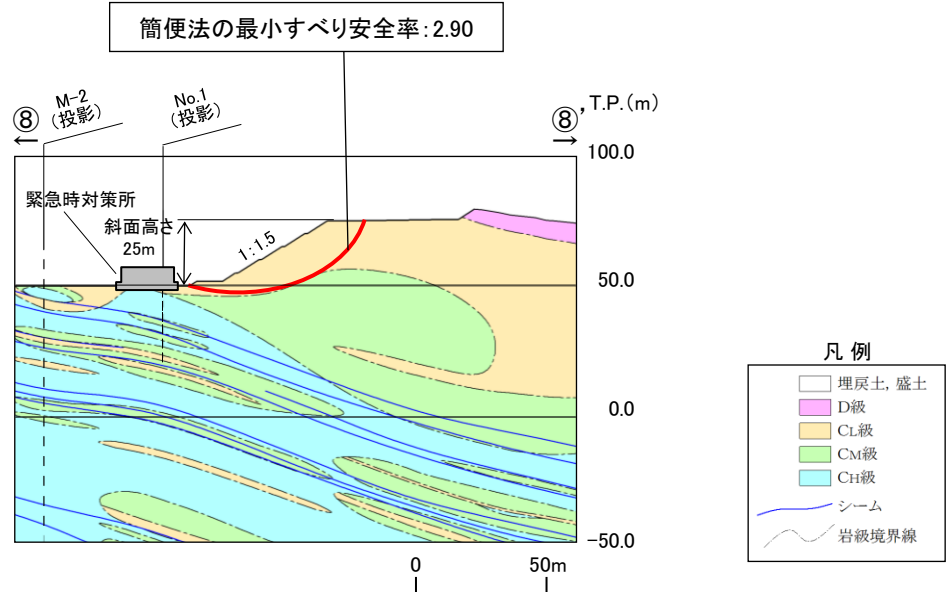 簡便法の最小すべり安全率:2.90
M-2
(投影)
No.1
(投影)
⑧
⑧
,T.P.(m)
100.0
緊急時対策所
斜面高さ
25m
1:1.5
50.0
0.0
-50.0
0
50m
凡 例
埋戻土, 盛土
D級
CL級
CM級
CH級
シーム
岩級境界線